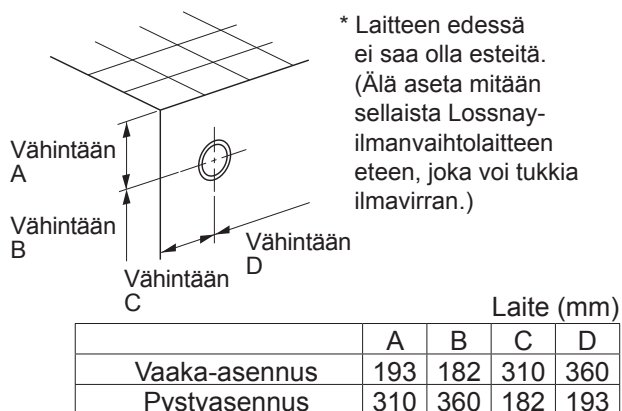 * Laitteen edessä
ei saa olla esteitä.
(Älä aseta mitään
sellaista Lossnay-
ilmanvaihtolaitteen
eteen, joka voi tukkia
ilmavirran.)
Vähintään
A
Vähintään
B
Vähintään
C
Vähintään
D
Laite (mm)
A B C D
Vaaka-asennus 193 182 310 360
Pystyasennus 310 360 182 193